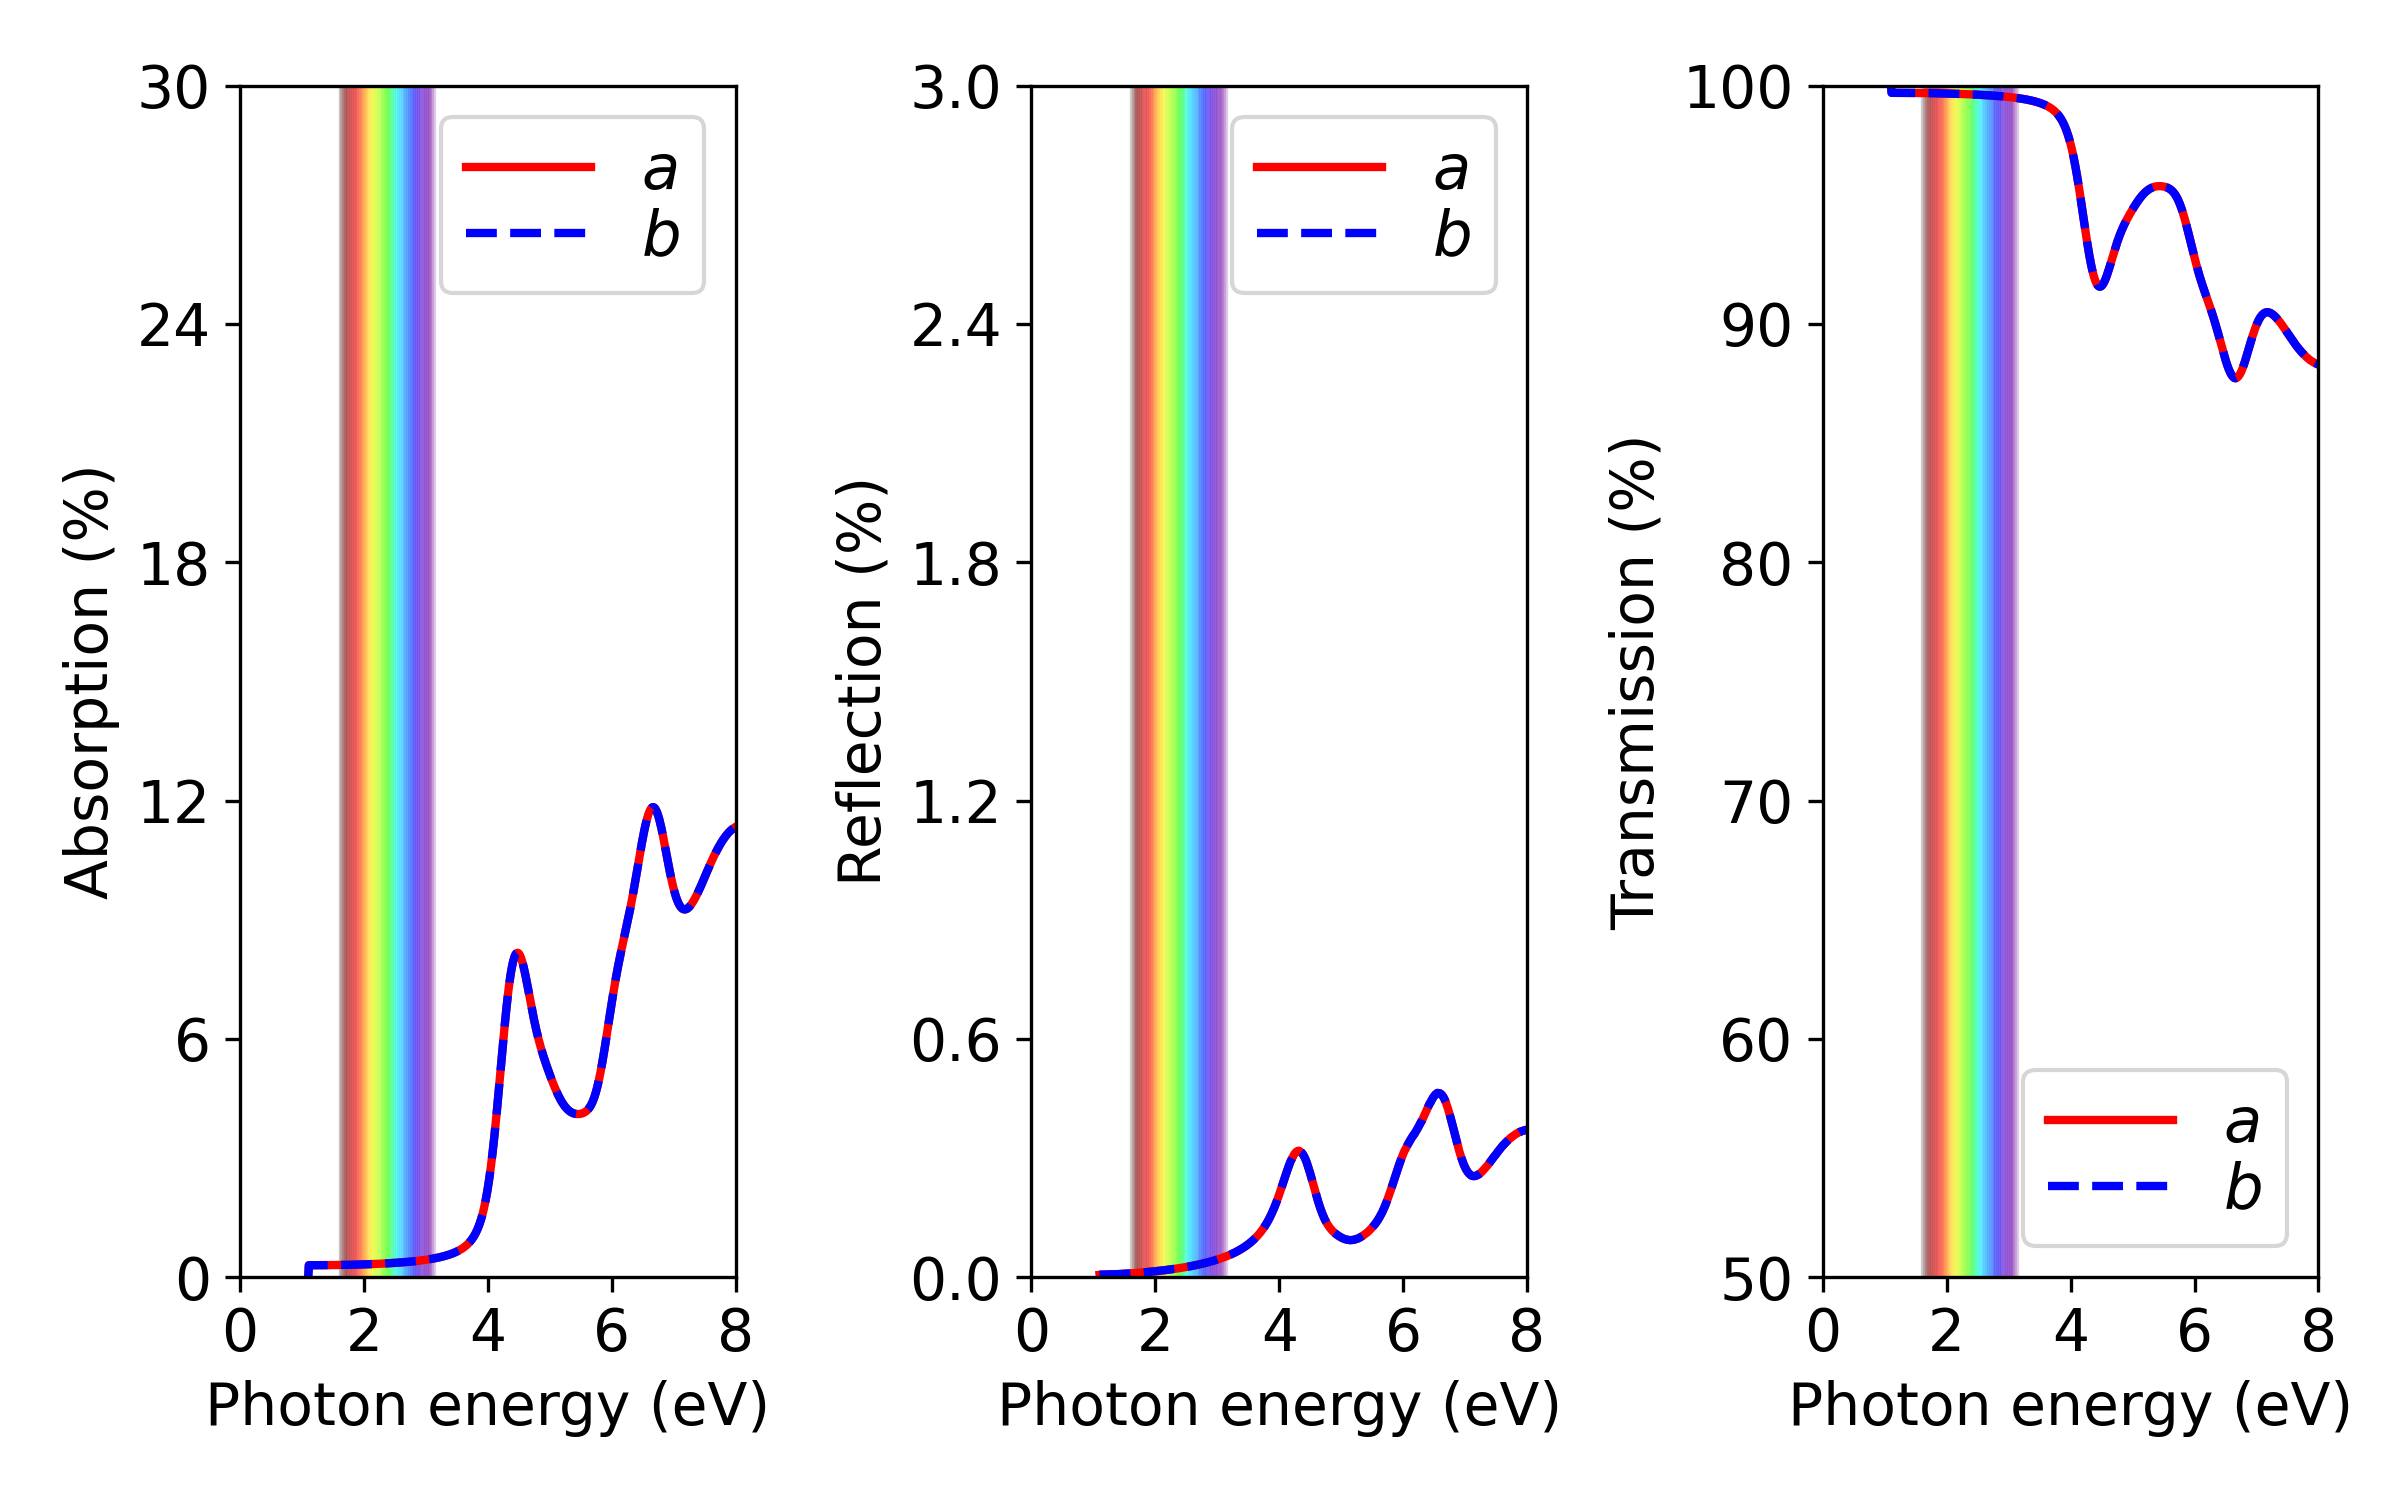 Absorption (%)
30
24
18
12
6
0
0 2 4 6 8
Photon energy (eV)
a
b
Reflection (%)
3.0
2.4
1.8
1.2
0.6
0.0
0 2 4 6 8
Photon energy (eV)
a
b
Transmission (%)
100
90
80
70
60
50
0 2 4 6 8
Photon energy (eV)
a
b